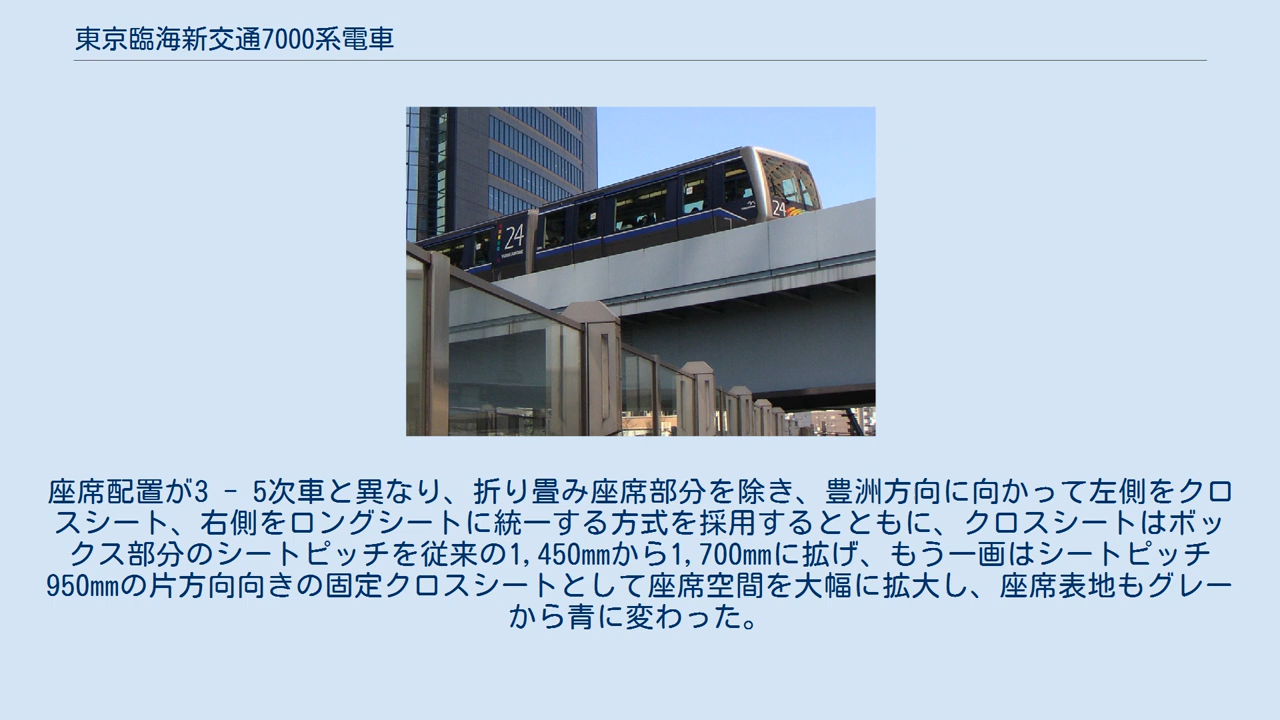 東京臨海新交通7000系電車
24
24
座席配置が3 - 5次車と異なり、折り畳み座席部分を除き、豊洲方向に向かって左側をクロ
スシート、右側をロングシートに統一する方式を採用するとともに、クロスシートはボッ
クス部分のシートピッチを従来の1,450㎜から1,700㎜に拡げ、もう一画はシートピッチ
950㎜の片方向向きの固定クロスシートとして座席空間を大幅に拡大し、座席表地もグレー
から青に変わった。